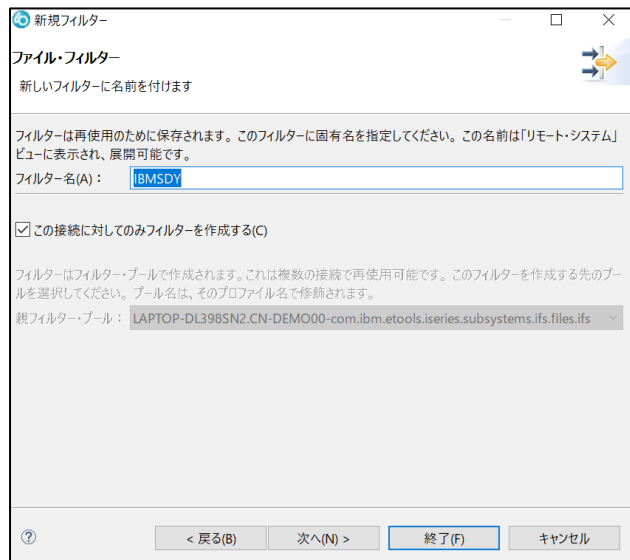 新規フィルター
ファイル・フィルター
新しいフィルターに名前を付けます
フィルターは再使用のために保存されます。このフィルターに固有名を指定してください。この名前は「リモート・システム」
ビューに表示され、展開可能です。
フィルター名(A)： IBMSDY
この接続に対してのみフィルターを作成する(C)
フィルターはフィルター・プールで作成されます。これは複数の接続で再使用可能です。このフィルターを作成する先のプー
ルを選択してください。プール名は、そのプロファイル名で修飾されます。
親フィルター・プール： LAPTOP-DL398SN2.CN-DEMO00-com.ibm.etools.iseries.subsystems.ifs.files.ifs
? < 戻る(B) 次へ(N) > 終了(F) キャンセル